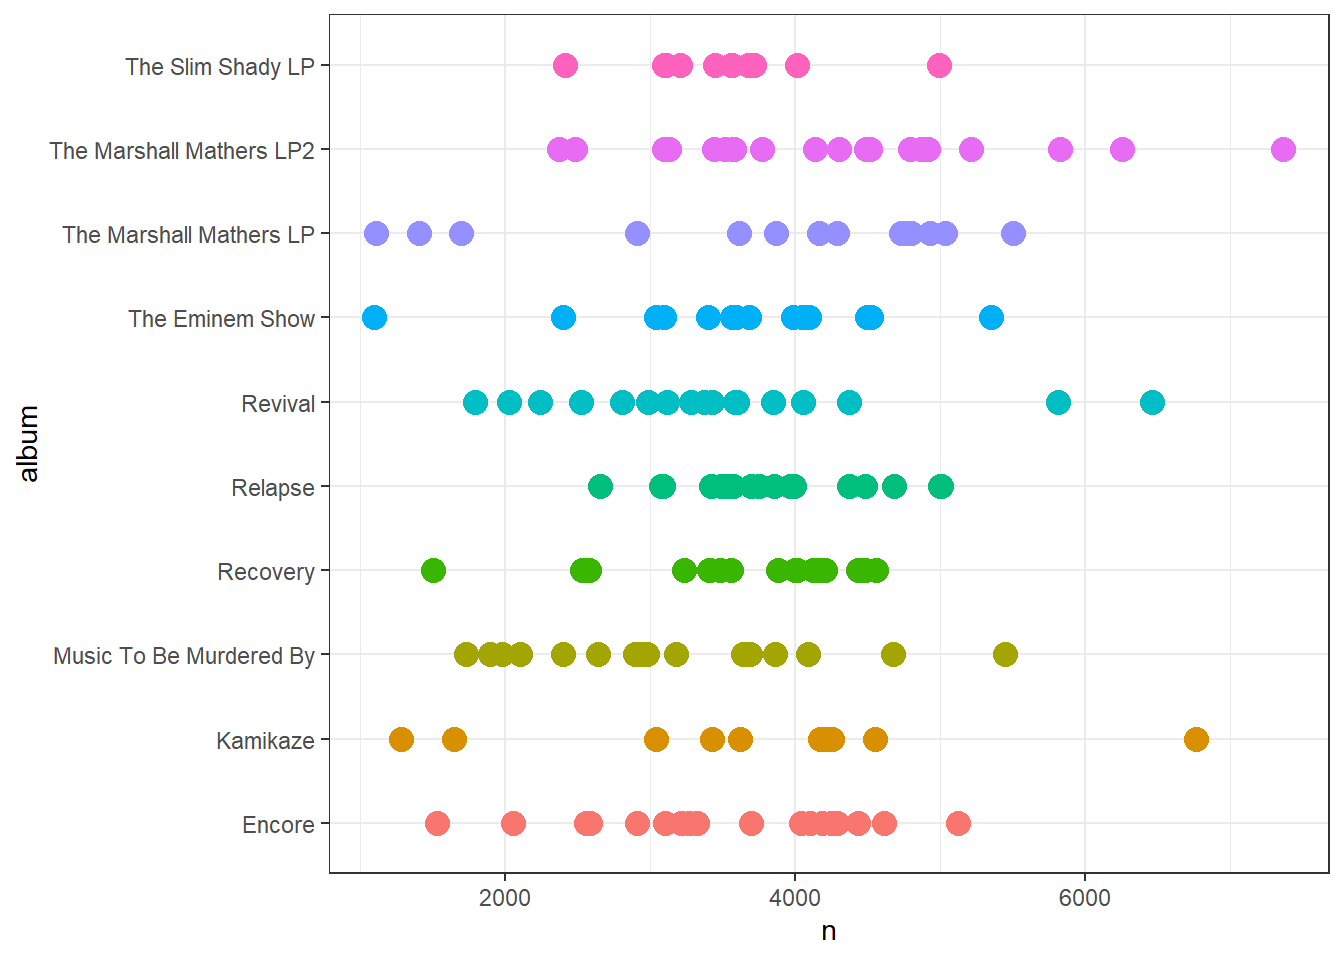 The Slim Shady LP
The Marshall Mathers LP2
The Marshall Mathers LP
The Eminem Show
Revival
Relapse
Recovery
Music To Be Murdered By
Kamikaze
Encore
album
2000 4000 6000
n